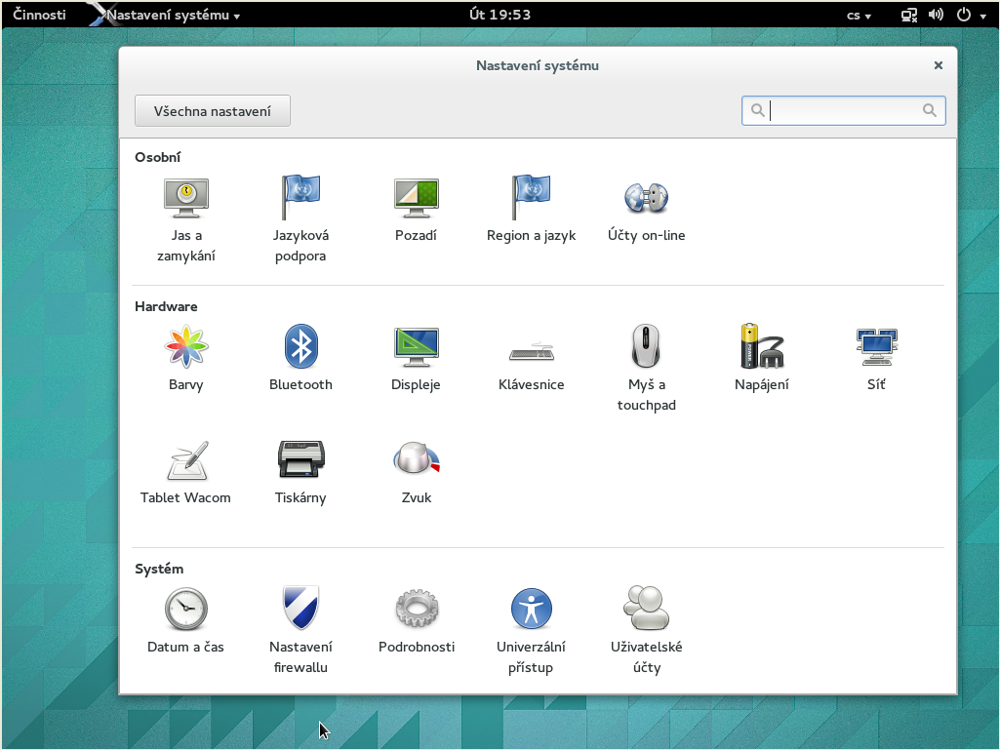 Činnosti Nastavení systému Út 19:53 cs
Nastavení systému
Všechna nastavení
Osobní
Jas a zamykání
Jazyková podpora
Pozadí
Region a jazyk
Účty on-line
Hardware
Barvy
Bluetooth
Displeje
Klávesnice
Myš a touchpad
Napájení
Síť
Tablet Wacom
Tiskárny
Zvuk
Systém
Datum a čas
Nastavení firewallu
Podrobnosti
Univerzální přístup
Uživatelské účty